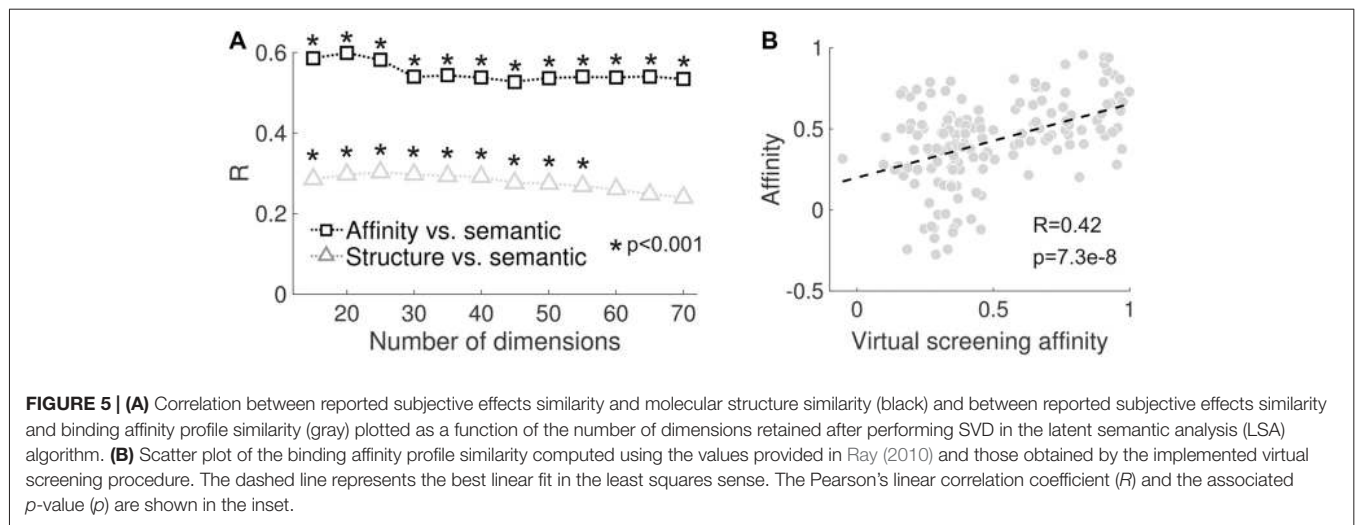 A
0.6
0.4
0.2
0
R
* * * * * * * * * * * *
* * * * * * * * *
Affinity vs. semantic
Structure vs. semantic
* p<0.001
20 30 40 50 60 70
Number of dimensions
B
1
0.5
0
-0.5
Affinity
R=0.42
p=7.3e-8
0 0.5 1
Virtual screening affinity
FIGURE 5 | (A) Correlation between reported subjective effects similarity and molecular structure similarity (black) and between reported subjective effects similarity
and binding affinity profile similarity (gray) plotted as a function of the number of dimensions retained after performing SVD in the latent semantic analysis (LSA)
algorithm. (B) Scatter plot of the binding affinity profile similarity computed using the values provided in Ray (2010) and those obtained by the implemented virtual
screening procedure. The dashed line represents the best linear fit in the least squares sense. The Pearson's linear correlation coefficient (R) and the associated
p-value (p) are shown in the inset.